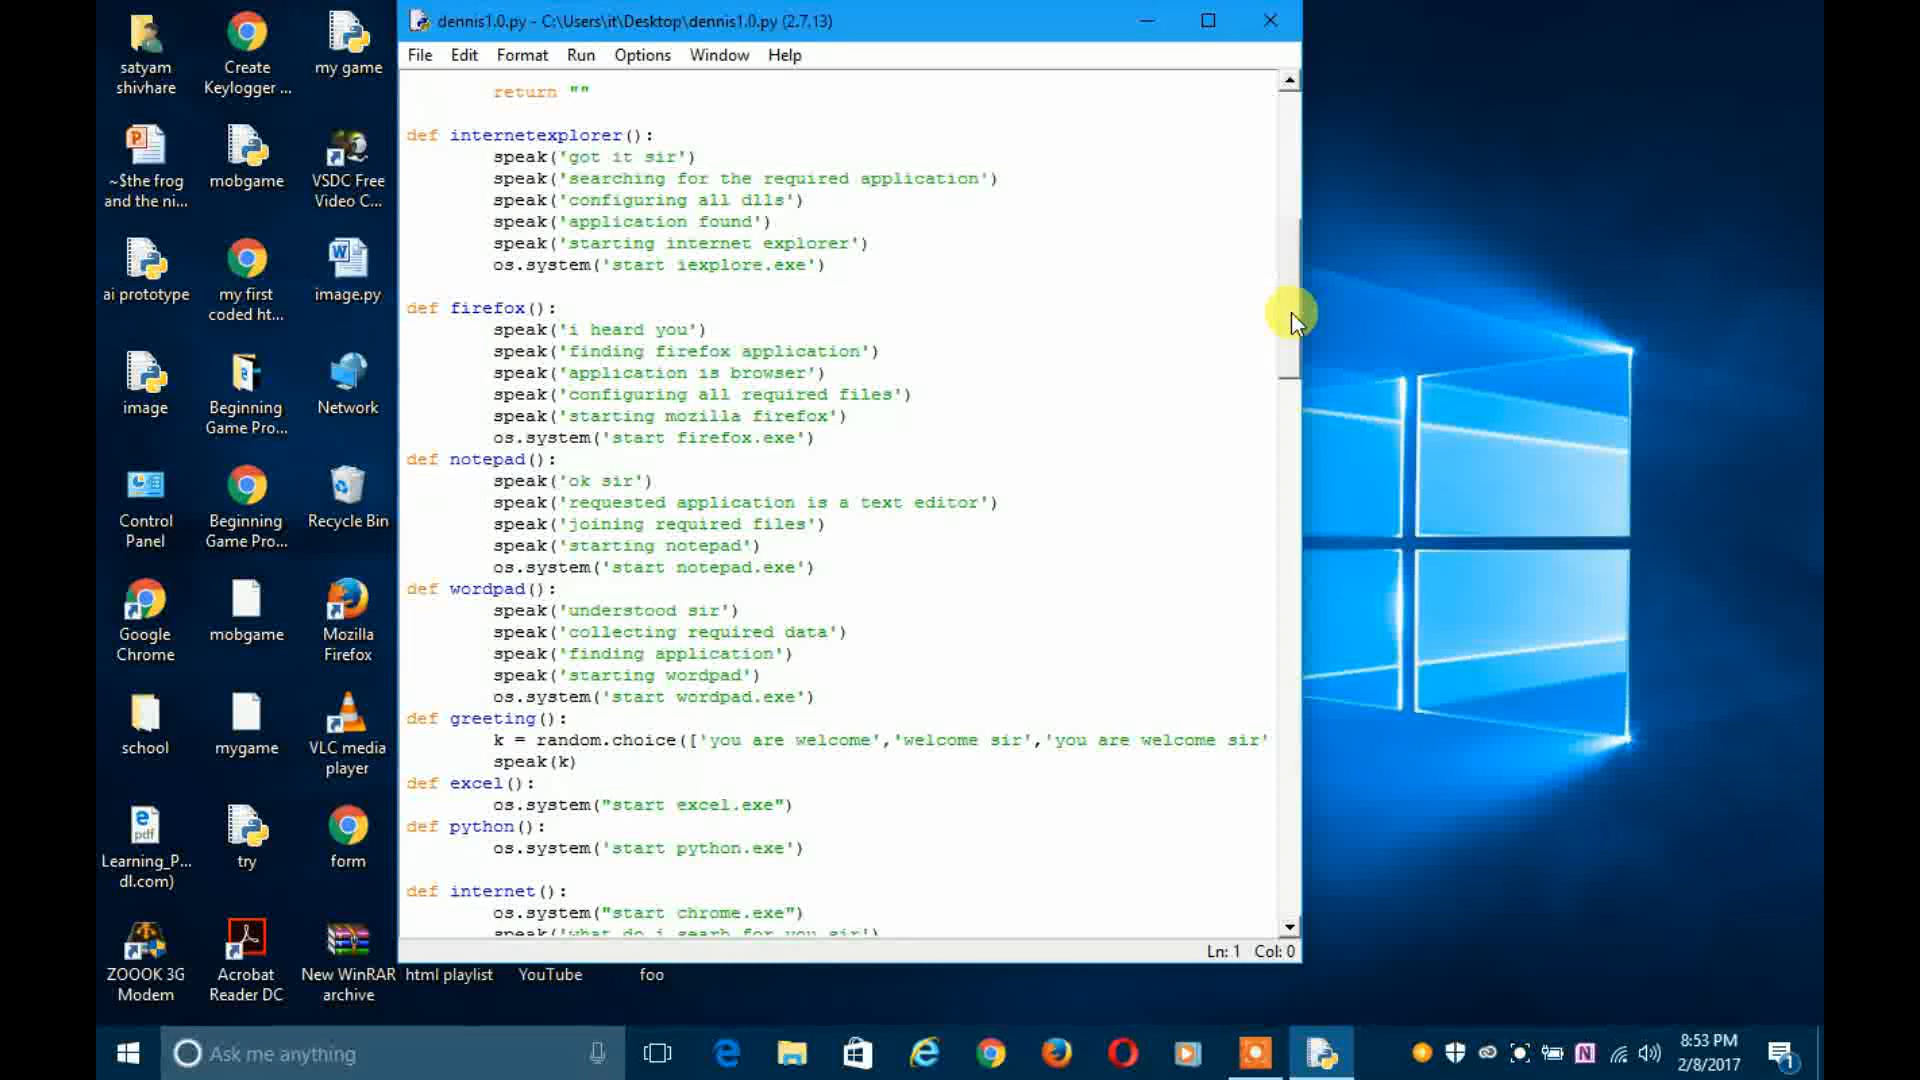 dennis1.0.py - C:\Users\it\Desktop\dennis1.0.py (2.7.13)
File Edit Format Run Options Window Help
        return ""

def internetexplorer():
        speak('got it sir')
        speak('searching for the required application')
        speak('configuring all dlls')
        speak('application found')
        speak('starting internet explorer')
        os.system('start iexplore.exe')

def firefox():
        speak('i heard you')
        speak('finding firefox application')
        speak('application is browser')
        speak('configuring all required files')
        speak('starting mozilla firefox')
        os.system('start firefox.exe')
def notepad():
        speak('ok sir')
        speak('requested application is a text editor')
        speak('joining required files')
        speak('starting notepad')
        os.system('start notepad.exe')
def wordpad():
        speak('understood sir')
        speak('collecting required data')
        speak('finding application')
        speak('starting wordpad')
        os.system('start wordpad.exe')
def greeting():
        k = random.choice(['you are welcome','welcome sir','you are welcome sir'
        speak(k)
def excel():
        os.system("start excel.exe")
def python():
        os.system('start python.exe')

def internet():
        os.system("start chrome.exe")
        speak('what do i searh for you sir')
Ln: 1 Col: 0
satyam
shivhare
Create
Keylogger ...
my game
~$the frog
and the ni...
mobgame
VSDC Free
Video C...
ai prototype
my first
coded ht...
image.py
image
Beginning
Game Pro...
Network
Control
Panel
Beginning
Game Pro...
Recycle Bin
Google
Chrome
mobgame
Mozilla
Firefox
school
mygame
VLC media
player
pdf
Learning_P...
dl.com)
try
form
ZOOOK 3G
Modem
Acrobat
Reader DC
New WinRAR
archive
html playlist
YouTube
foo
Ask me anything
8:53 PM
2/8/2017
1